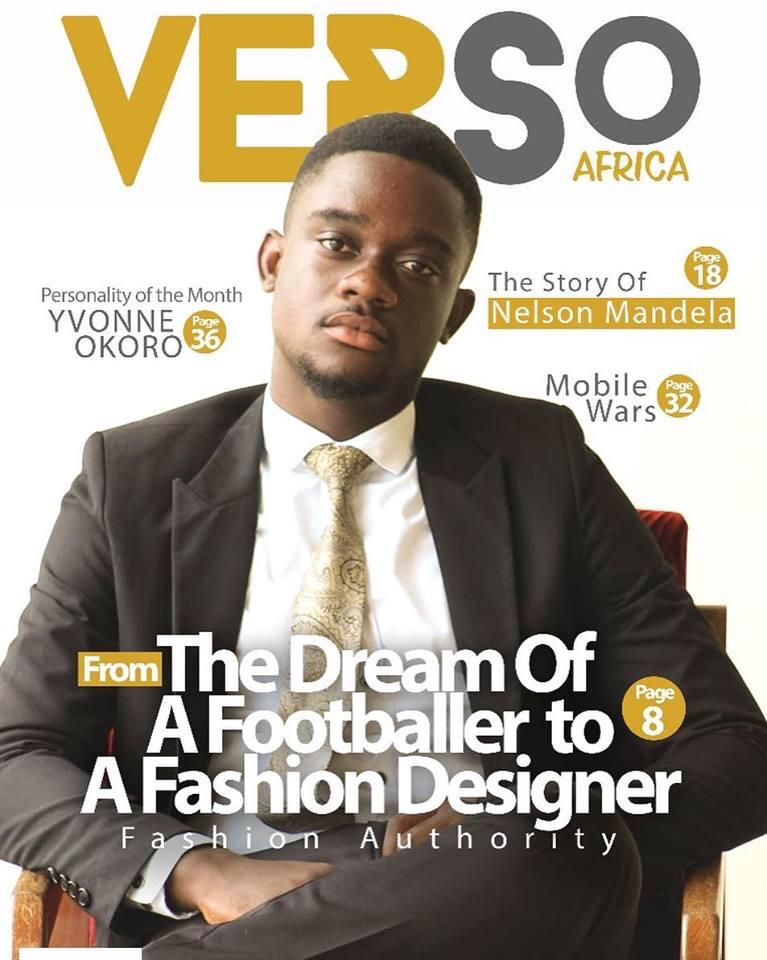 VERSO
AFRICA
Personality of the Month
YVONNE
OKORO
Page
36
The Story Of
Page
18
Nelson Mandela
Mobile
Wars
Page
32
From The Dream Of
A Footballer to
A Fashion Designer
Page
8
Fashion Authority